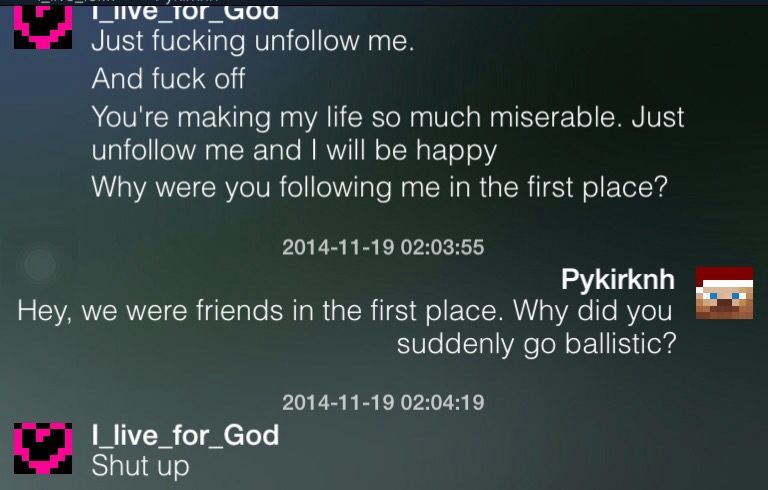 I_live_for_God
Just fucking unfollow me.
And fuck off
You're making my life so much miserable. Just
unfollow me and I will be happy
Why were you following me in the first place?
2014-11-19 02:03:55
Pykirknh
Hey, we were friends in the first place. Why did you
suddenly go ballistic?
2014-11-19 02:04:19
I_live_for_God
Shut up